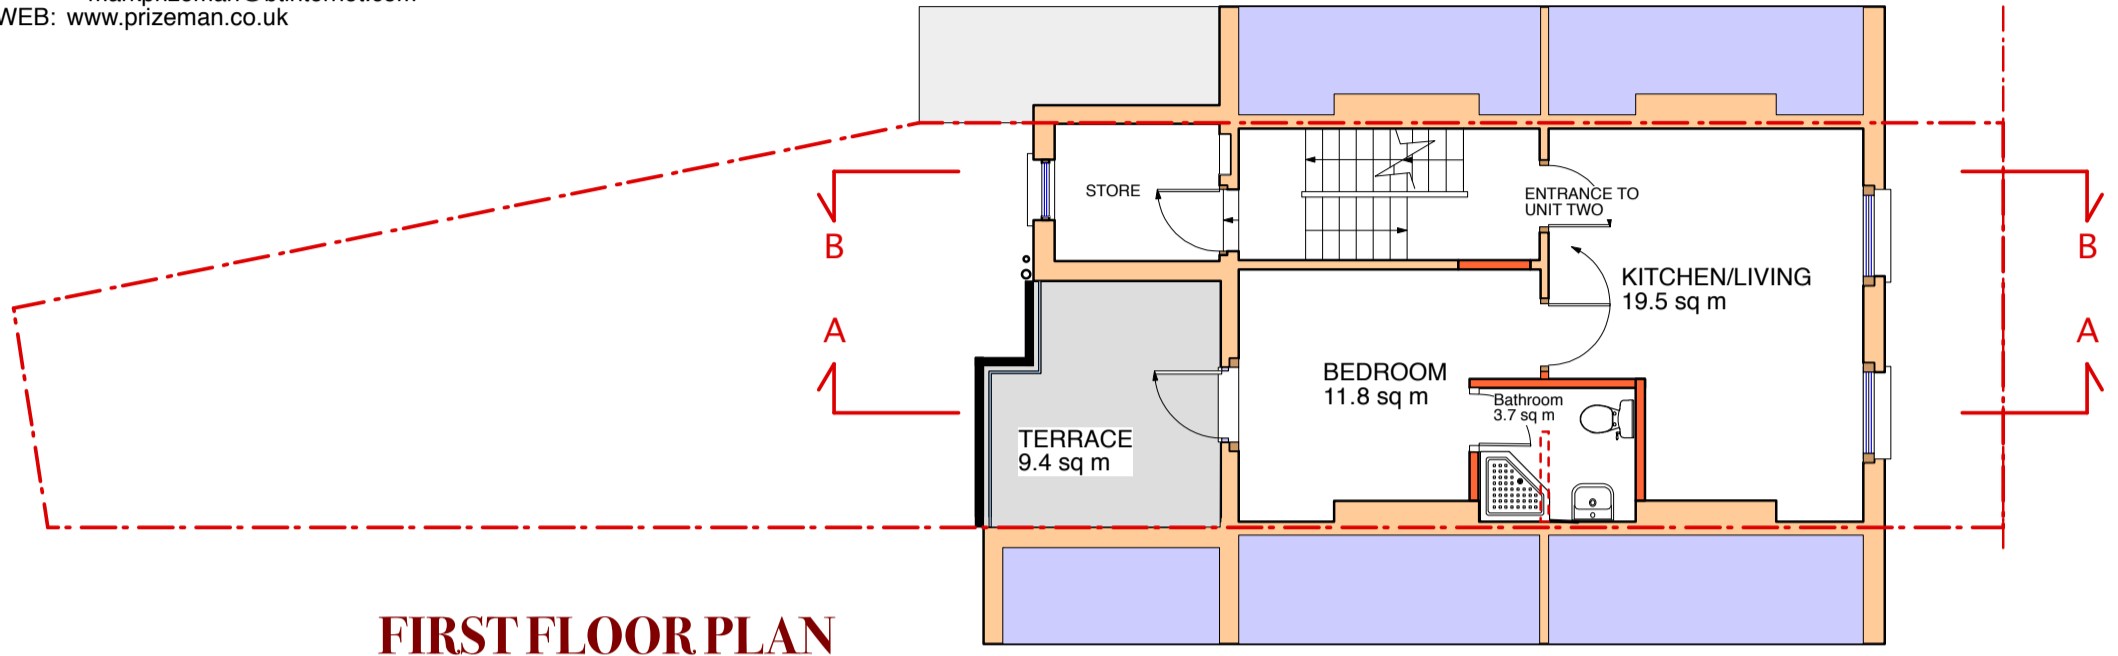 WEB: www.prizeman.co.uk
STORE
ENTRANCE TO
UNIT TWO
B
B
KITCHEN/LIVING
19.5 sq m
A
A
BEDROOM
11.8 sq m
Bathroom
3.7 sq m
TERRACE
9.4 sq m
FIRST FLOOR PLAN